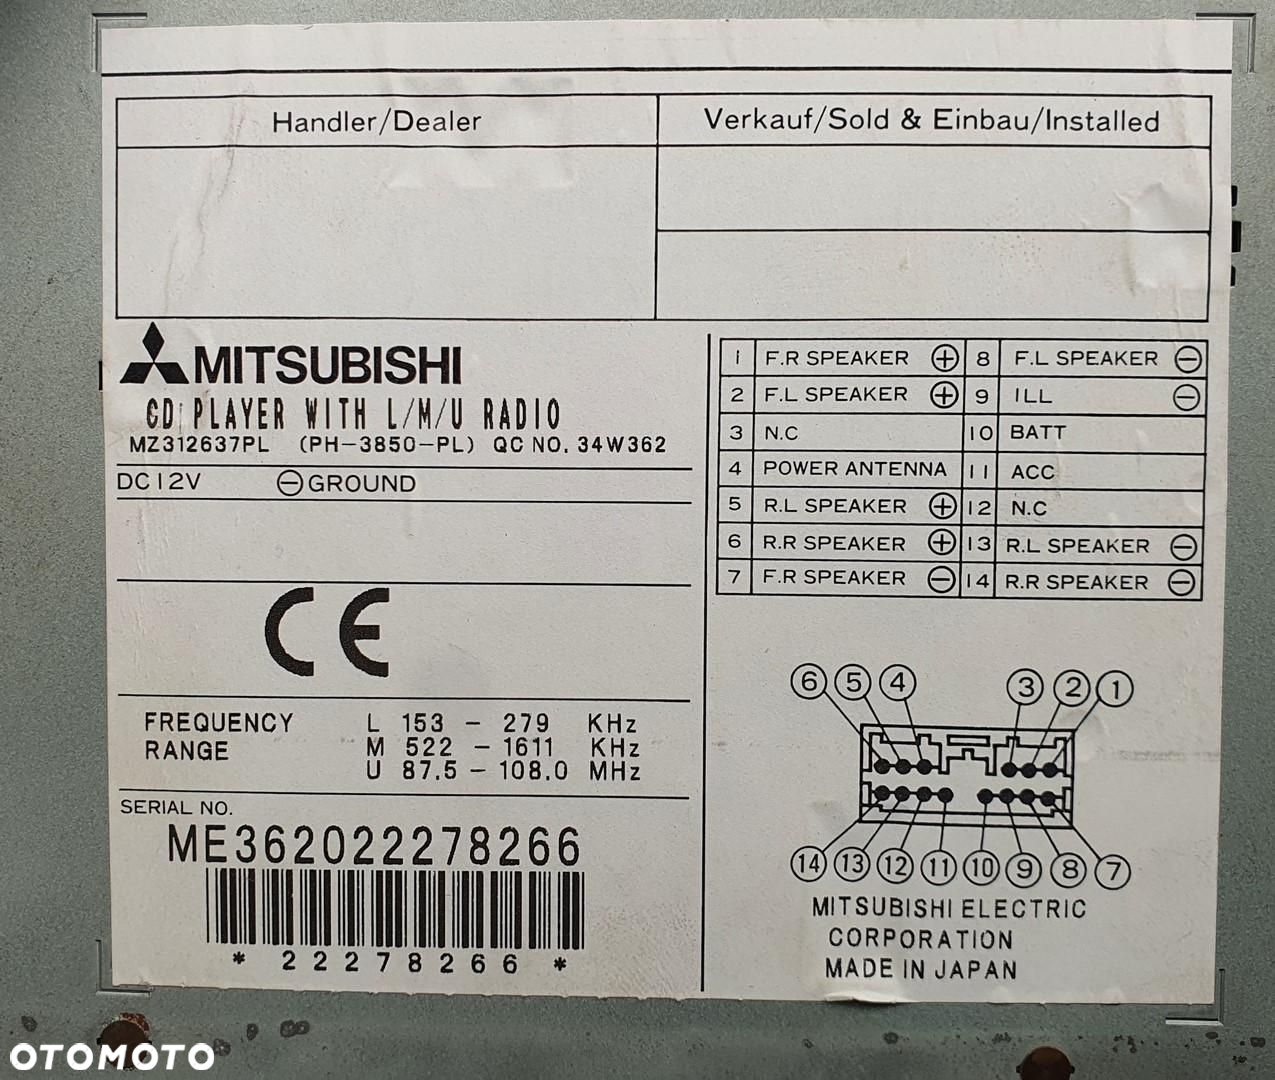 Handler/Dealer
Verkauf/Sold & Einbau/Installed
MITSUBISHI
CD PLAYER WITH L/M/U RADIO
MZ312637PL (PH-3850-PL) QC NO. 34W362
DC12V ⊖GROUND
CE
FREQUENCY RANGE
L 153 - 279 KHz
M 522 - 1611 KHz
U 87.5 - 108.0 MHz
SERIAL NO.
ME362022278266
* 22278266 *
1 F.R SPEAKER ⊕ 8 F.L SPEAKER ⊖
2 F.L SPEAKER ⊕ 9 ILL ⊖
3 N.C 10 BATT
4 POWER ANTENNA 11 ACC
5 R.L SPEAKER ⊕ 12 N.C
6 R.R SPEAKER ⊕ 13 R.L SPEAKER ⊖
7 F.R SPEAKER ⊖ 14 R.R SPEAKER ⊖
6 5 4 3 2 1
14 13 12 11 10 9 8 7
MITSUBISHI ELECTRIC
CORPORATION
MADE IN JAPAN
OTOMOTO